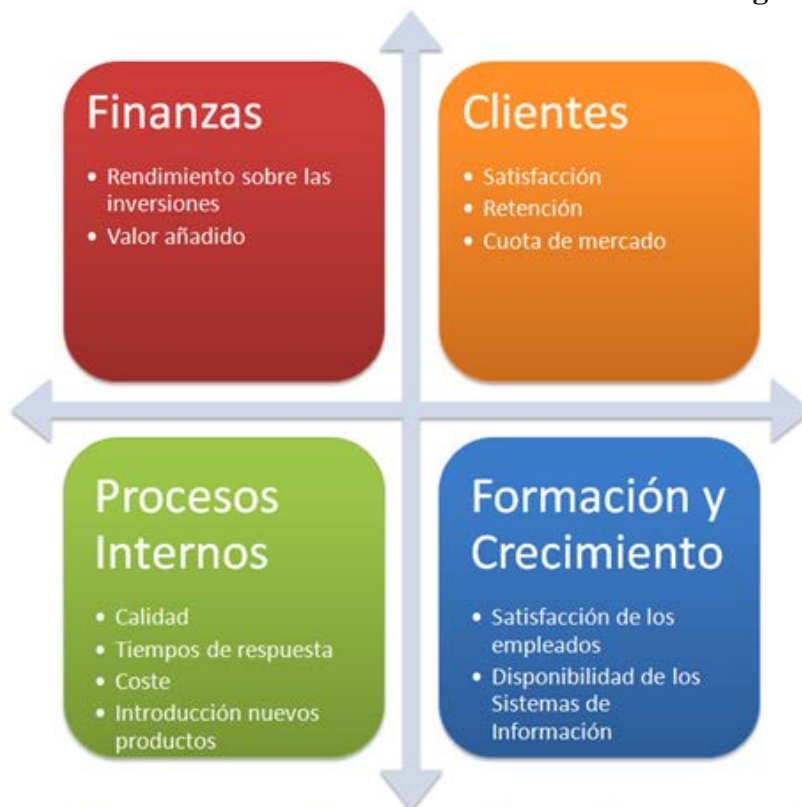 Finanzas
• Rendimiento sobre las
inversiones
• Valor añadido
Clientes
• Satisfacción
• Retención
• Cuota de mercado
Procesos
Internos
• Calidad
• Tiempos de respuesta
• Coste
• Introducción nuevos
productos
Formación y
Crecimiento
• Satisfacción de los
empleados
• Disponibilidad de los
Sistemas de
Información